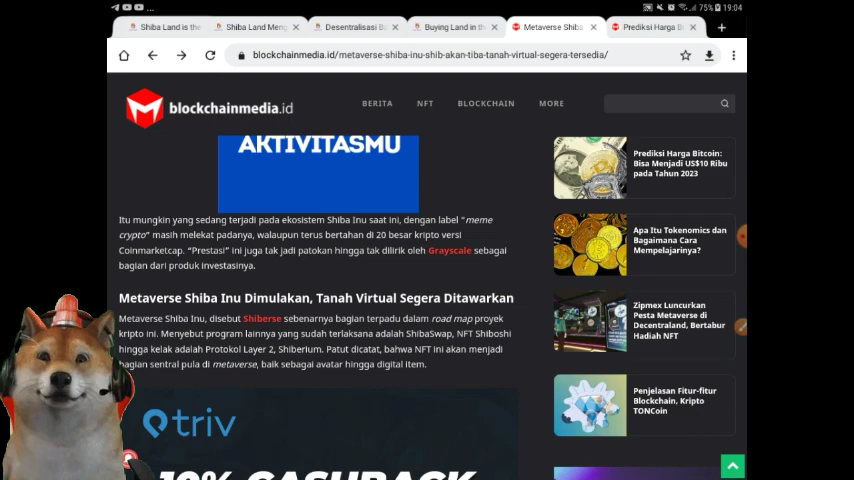 75% 19:04
Shiba Land is the
Shiba Land Meng
Desentralisasi B
Buying Land in th
Metaverse Shiba
Prediksi Harga B
blockchainmedia.id/metaverse-shiba-inu-shib-akan-tiba-tanah-virtual-segera-tersedia/
blockchainmedia.id
BERITA NFT BLOCKCHAIN MORE
AKTIVITASMU
Itu mungkin yang sedang terjadi pada ekosistem Shiba Inu saat ini, dengan label "meme
crypto" masih melekat padanya, walaupun terus bertahan di 20 besar kripto versi
Coinmarketcap. "Prestasi" ini juga tak jadi patokan hingga tak dilirik oleh Grayscale sebagai
bagian dari produk investasinya.
Metaverse Shiba Inu Dimulakan, Tanah Virtual Segera Ditawarkan
Metaverse Shiba Inu, disebut Shiberse sebenarnya bagian terpadu dalam road map proyek
kripto ini. Menyebut program lainnya yang sudah terlaksana adalah ShibaSwap, NFT Shiboshi
hingga kelak adalah Protokol Layer 2, Shiberium. Patut dicatat, bahwa NFT ini akan menjadi
bagian sentral pula di metaverse, baik sebagai avatar hingga digital item.
triv
10% CASHBACK
Prediksi Harga Bitcoin:
Bisa Menjadi US$10 Ribu
pada Tahun 2023
Apa Itu Tokenomics dan
Bagaimana Cara
Mempelajarinya?
Zipmex Luncurkan
Pesta Metaverse di
Decentraland, Bertabur
Hadiah NFT
Penjelasan Fitur-fitur
Blockchain, Kripto
TONCoin